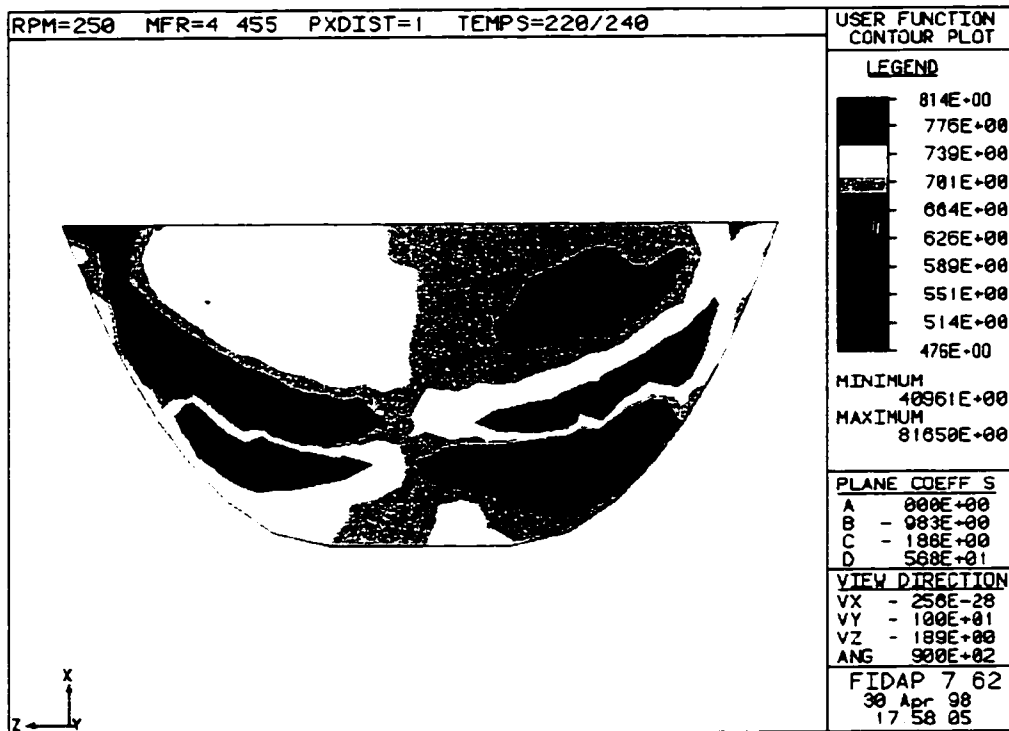 RPM=250 MFR=4 455 PXDIST=1 TEMPS=220/240
USER FUNCTION
CONTOUR PLOT
LEGEND
814E+00
776E+00
739E+00
701E+00
664E+00
626E+00
589E+00
551E+00
514E+00
476E+00
MINIMUM
40961E+00
MAXIMUM
81650E+00
PLANE COEFF S
A 000E+00
B - 983E+00
C - 186E+00
D 568E+01
VIEW DIRECTION
VX - 256E-28
VY - 100E+01
VZ - 189E+00
ANG 900E+02
FIDAP 7 62
30 Apr 98
17 58 05
X
Z Y